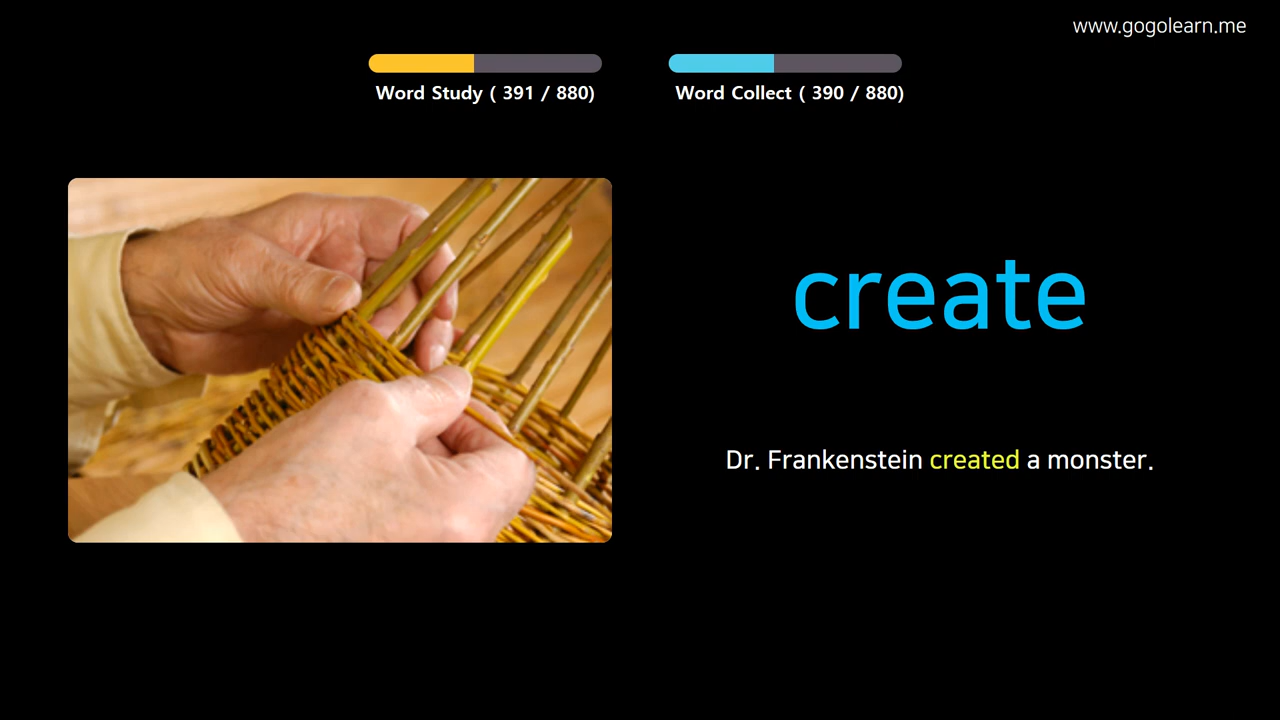 www.gogolearn.me
Word Study ( 391 / 880)
Word Collect ( 390 / 880)
create
Dr. Frankenstein created a monster.